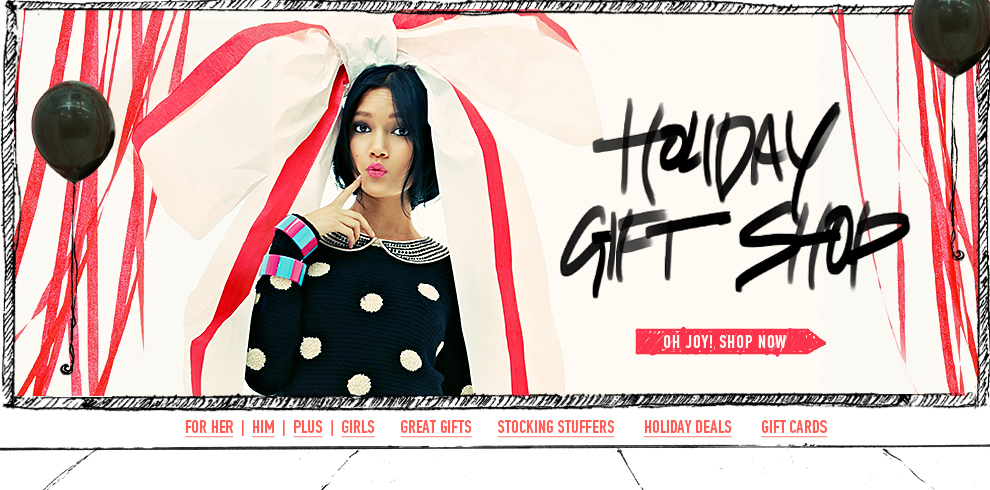 HOLIDAY
GIFT SHOP
OH JOY! SHOP NOW
FOR HER | HIM | PLUS | GIRLS GREAT GIFTS STOCKING STUFFERS HOLIDAY DEALS GIFT CARDS